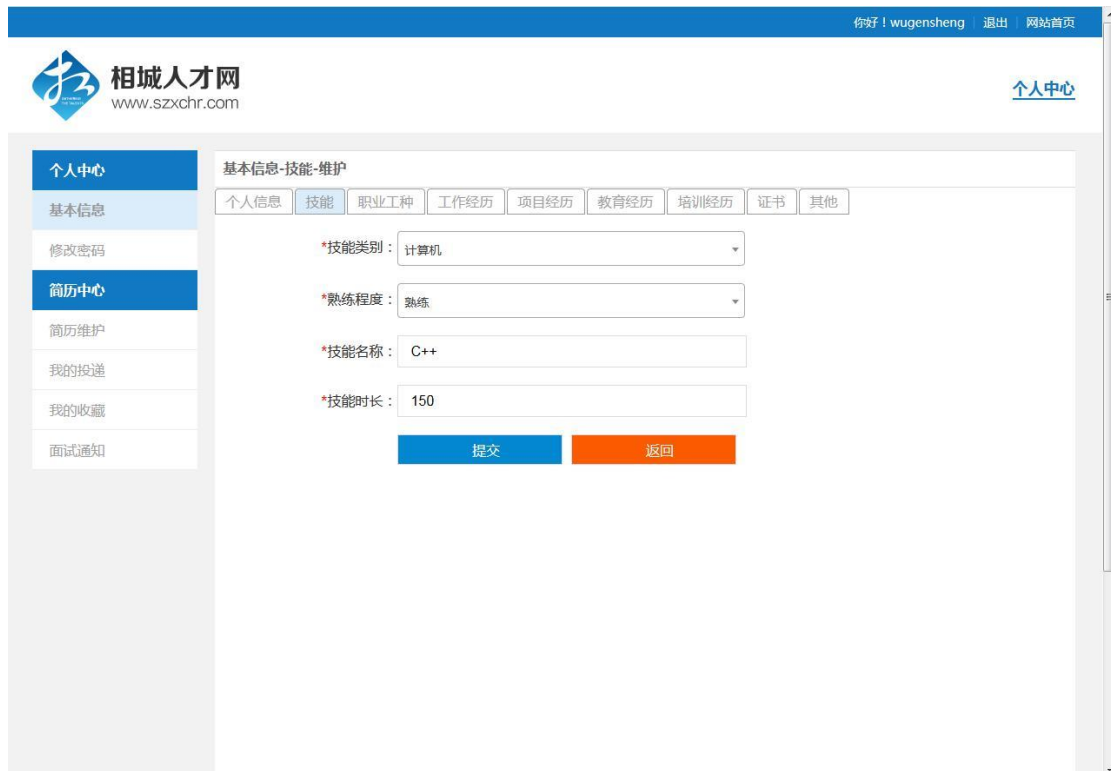 你好！wugensheng 退出 网站首页
相城人才网
www.szxchr.com
个人中心
个人中心
基本信息
修改密码
简历中心
简历维护
我的投递
我的收藏
面试通知
基本信息-技能-维护
个人信息 技能 职业工种 工作经历 项目经历 教育经历 培训经历 证书 其他
*技能类别： 计算机
*熟练程度： 熟练
*技能名称： C++
*技能时长： 150
提交 返回